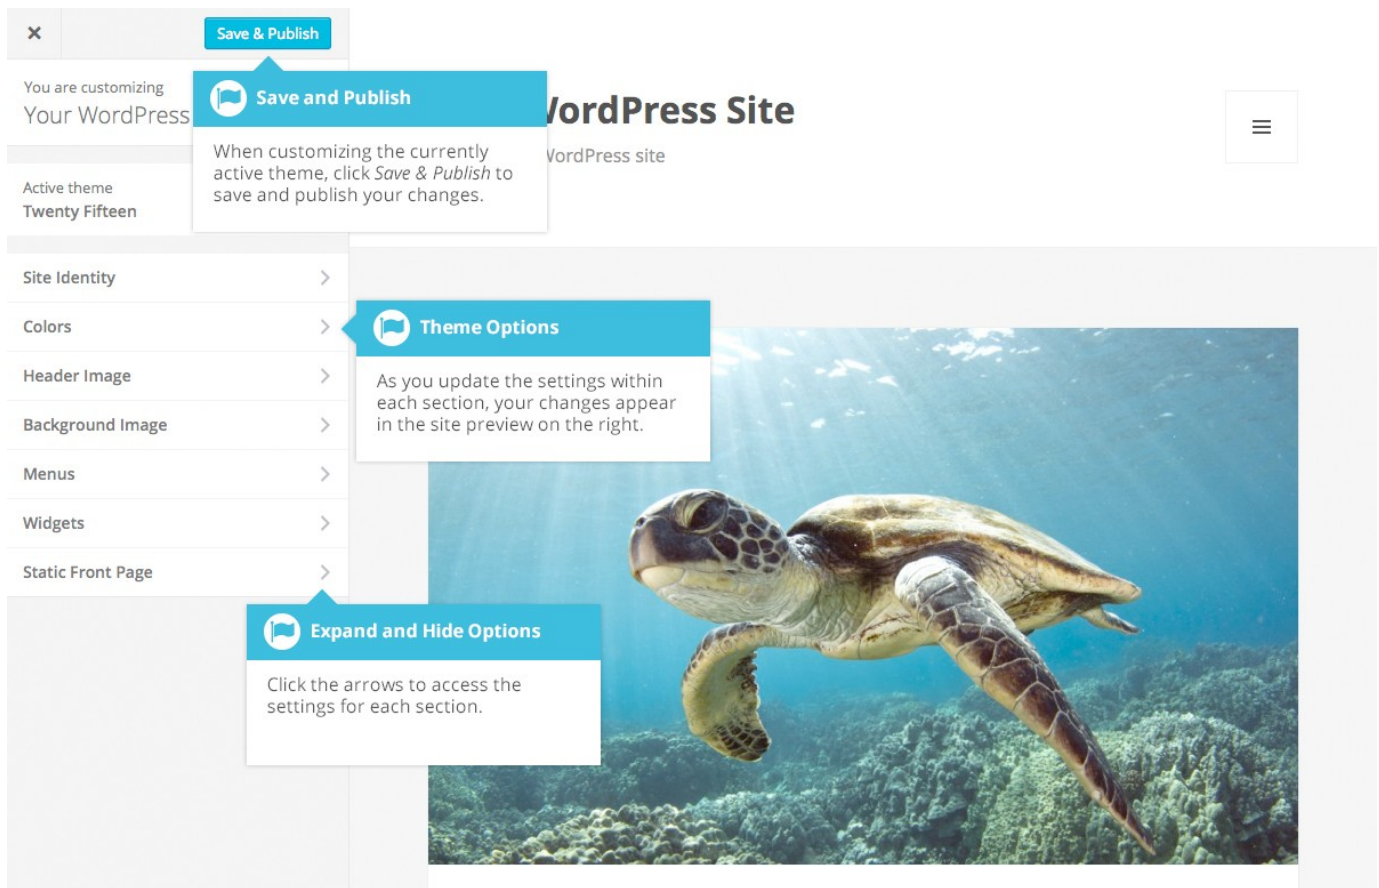 Save & Publish
You are customizing
Your WordPress
Save and Publish
When customizing the currently
active theme, click Save & Publish to
save and publish your changes.
WordPress Site
WordPress site
Active theme
Twenty Fifteen
Site Identity
Colors
Header Image
Background Image
Menus
Widgets
Static Front Page
Theme Options
As you update the settings within
each section, your changes appear
in the site preview on the right.
Expand and Hide Options
Click the arrows to access the
settings for each section.